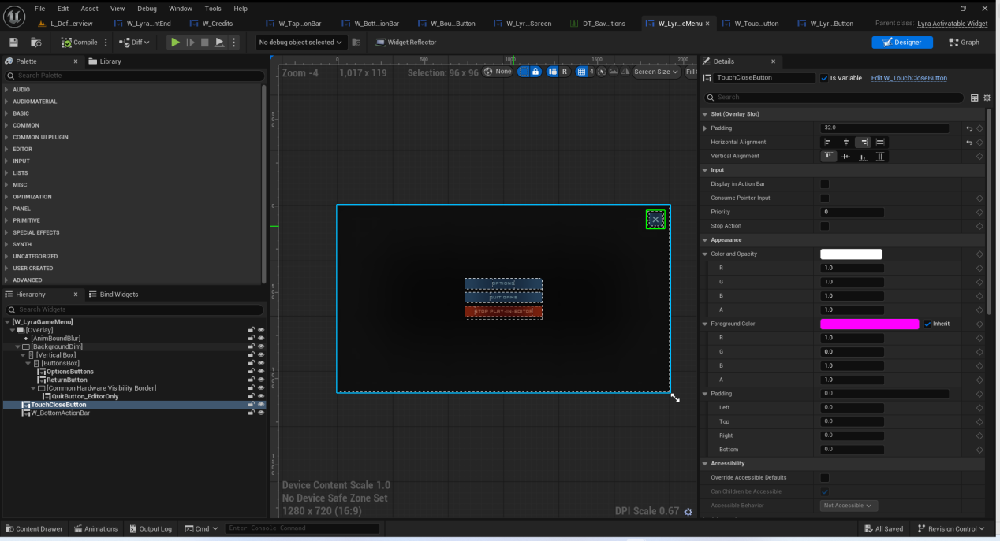 File Edit Asset View Debug Window Tools Help
L_Def...erview W_Lyra...ntEnd W_Credits W_Tap...onBar W_Bott...ionBar W_Bou...Button W_Lyr...Screen DT_Sav...tions W_Lyr...eMenu × W_Touc...utton W_Lyr...Button Parent class: Lyra Activatable Widget
Compile Diff No debug object selected Widget Reflector Designer Graph
Palette × Library
Search Palette
AUDIO
AUDIOMATERIAL
BASIC
COMMON
COMMON UI PLUGIN
EDITOR
INPUT
LISTS
MISC
OPTIMIZATION
PANEL
PRIMITIVE
SPECIAL EFFECTS
SYNTH
UNCATEGORIZED
USER CREATED
ADVANCED
Hierarchy × Bind Widgets
Search Widgets
[W_LyraGameMenu]
[Overlay]
[AnimBoundBlur]
[BackgroundDim]
[Vertical Box]
[ButtonsBox]
OptionsButtons
ReturnButton
[Common Hardware Visibility Border]
QuitButton_EditorOnly
TouchCloseButton
W_BottomActionBar
0 500 1000 1500 2000
Zoom -4 1,017 x 119 Selection: 96 x 96 None R 4 Screen Size Fill
500
0
OPTIONS
QUIT GAME
STOP PLAY-IN-EDITOR
500
1000
1500
Device Content Scale 1.0
No Device Safe Zone Set
1280 x 720 (16:9) DPI Scale 0.67
Details ×
TouchCloseButton Is Variable Edit W_TouchCloseButton
Search
Slot (Overlay Slot)
Padding 32.0
Horizontal Alignment
Vertical Alignment
Input
Display in Action Bar
Consume Pointer Input
Priority 0
Stop Action
Appearance
Color and Opacity
R 1.0
G 1.0
B 1.0
A 1.0
Foreground Color Inherit
R 1.0
G 0.0
B 1.0
A 1.0
Padding 0.0
Left 0.0
Top 0.0
Right 0.0
Bottom 0.0
Accessibility
Override Accessible Defaults
Can Children be Accessible
Accessible Behavior Not Accessible
Content Drawer Animations Output Log Cmd Enter Console Command All Saved Revision Control